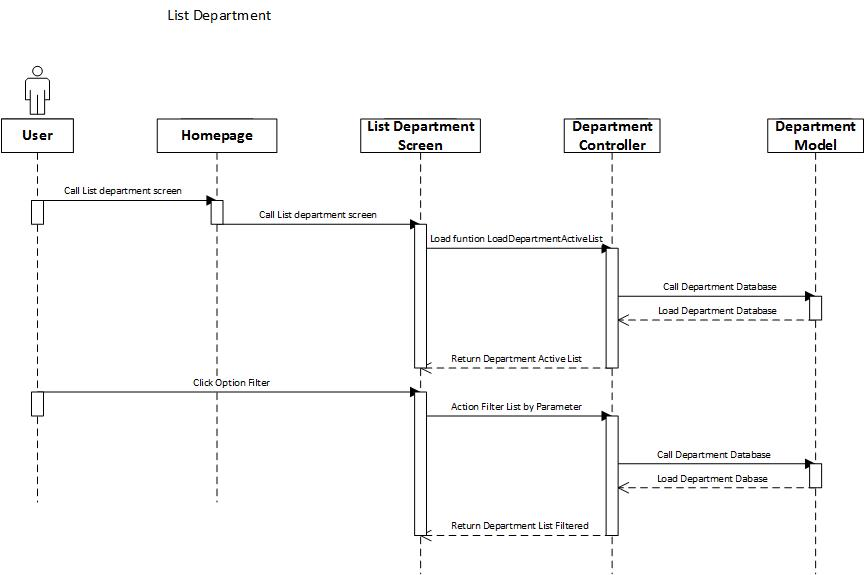 List Department
User
Homepage
List Department
Screen
Department
Controller
Department
Model
Call List department screen
Call List department screen
Load funtion LoadDepartmentActiveList
Call Department Database
Load Department Database
Return Department Active List
Click Option Filter
Action Filter List by Parameter
Call Department Database
Load Department Dabase
Return Department List Filtered